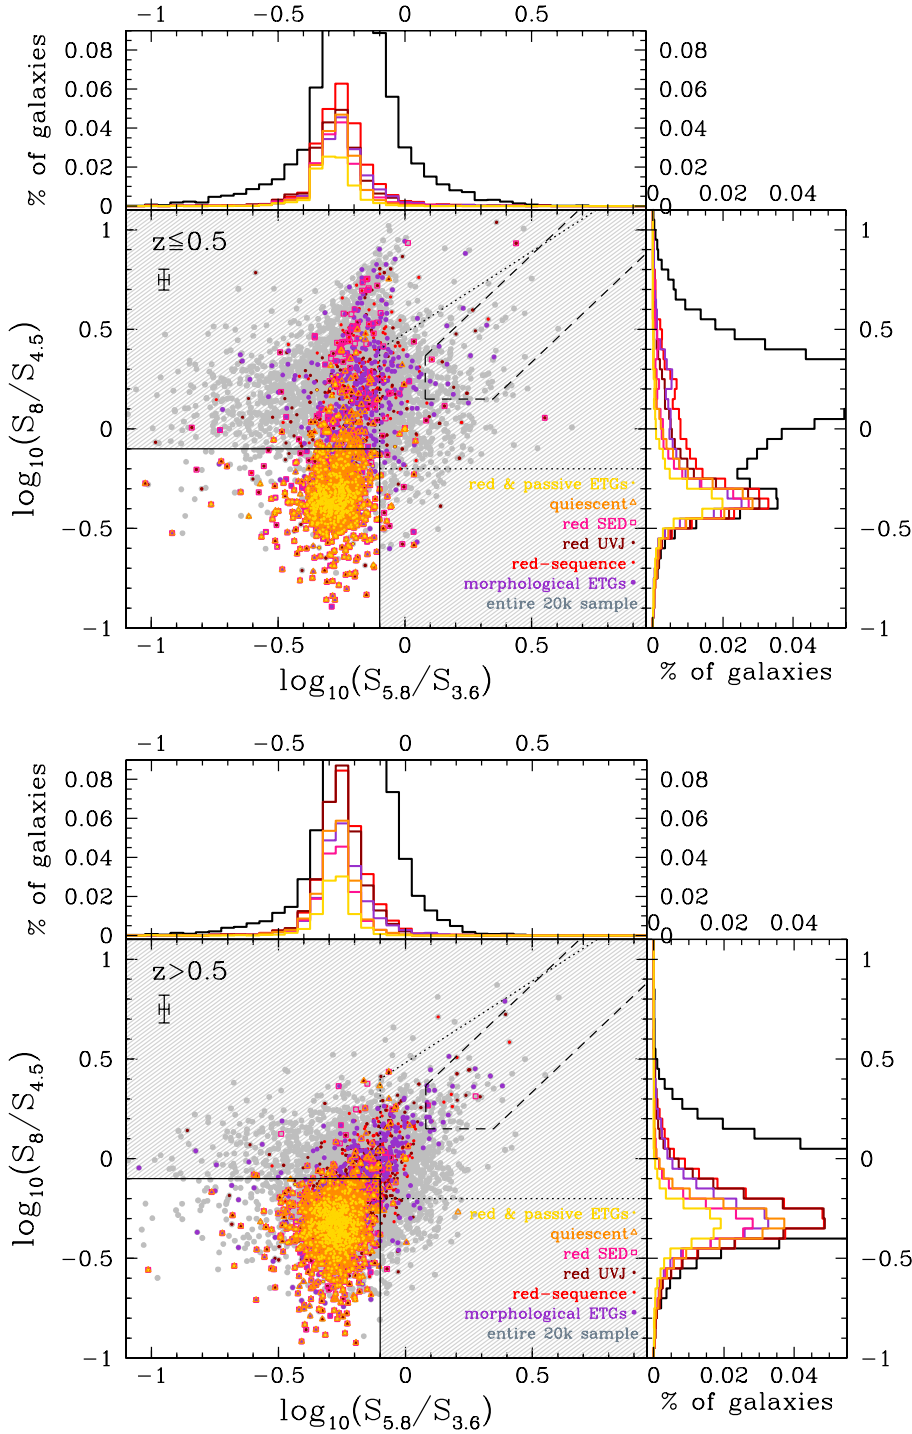 −1 −0.5 0 0.5
% of galaxies
0.08 0.08
0.06 0.06
0.04 0.04
0.02 0.02
0 0
0 0.02 0.04
z≦0.5
log10(S8/S4.5)
1 1
0.5 0.5
0 0
−0.5 −0.5
−1 −1
red & passive ETGs
quiescent
red SED
red UVJ
red−sequence
morphological ETGs
entire 20k sample
−1 −0.5 0 0.5
0 0.02 0.04
log10(S5.8/S3.6)
% of galaxies
−1 −0.5 0 0.5
% of galaxies
0.08 0.08
0.06 0.06
0.04 0.04
0.02 0.02
0 0
0 0.02 0.04
z>0.5
log10(S8/S4.5)
1 1
0.5 0.5
0 0
−0.5 −0.5
−1 −1
red & passive ETGs
quiescent
red SED
red UVJ
red−sequence
morphological ETGs
entire 20k sample
−1 −0.5 0 0.5
0 0.02 0.04
log10(S5.8/S3.6)
% of galaxies